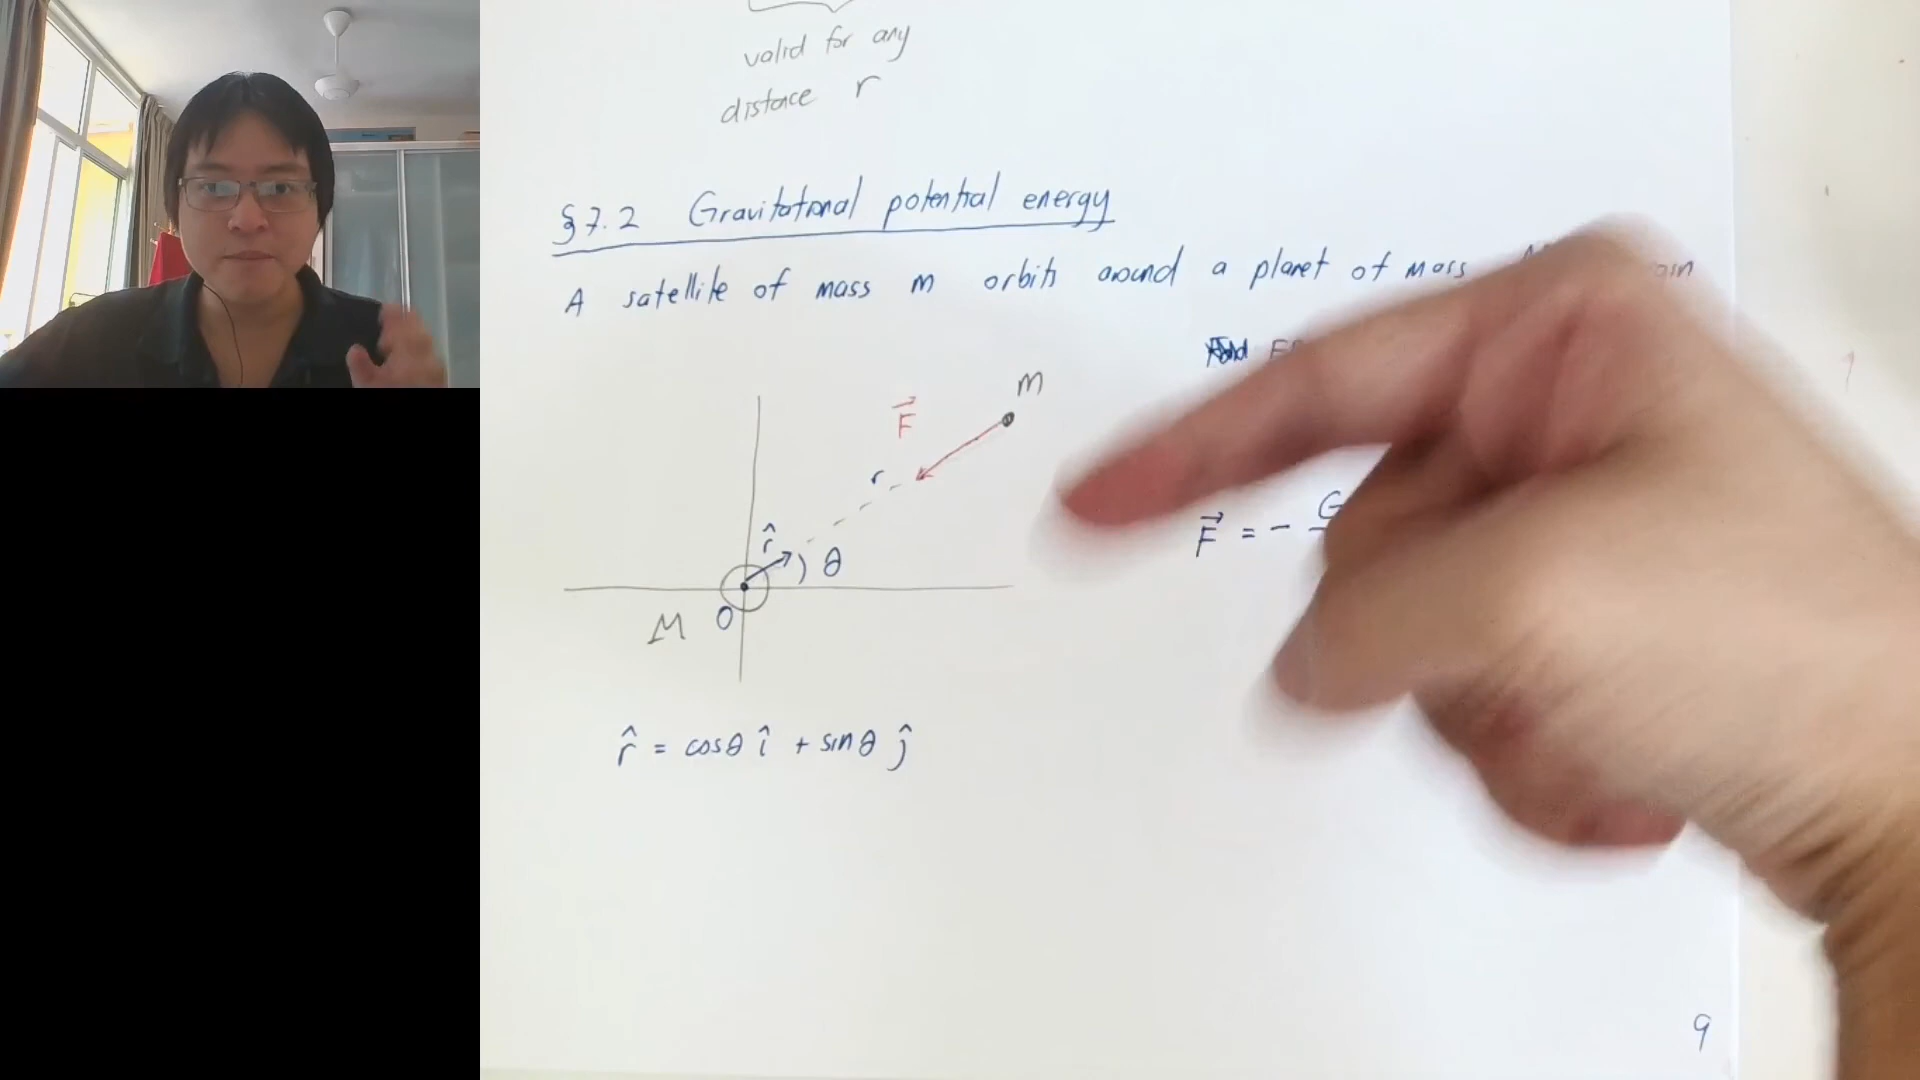 valid for any
distance r
§ 7.2 Gravitational potential energy
A satellite of mass m orbits around a planet of mass
F
m
r
r̂
θ
M O
F⃗ = - G
r̂ = cosθ î + sinθ ĵ
9